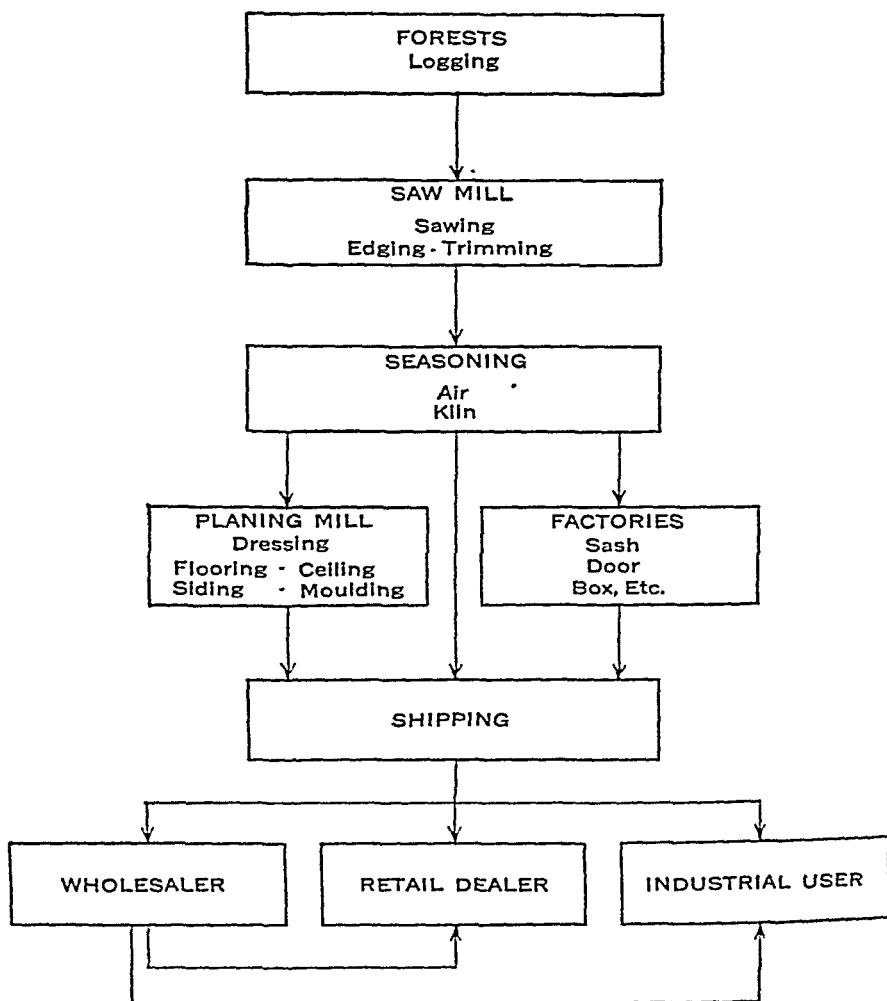 FORESTS
Logging
SAW MILL
Sawing
Edging - Trimming
SEASONING
Air
Kiln
PLANING MILL
Dressing
Flooring - Ceiling
Siding - Moulding
FACTORIES
Sash
Door
Box, Etc.
SHIPPING
WHOLESALER
RETAIL DEALER
INDUSTRIAL USER